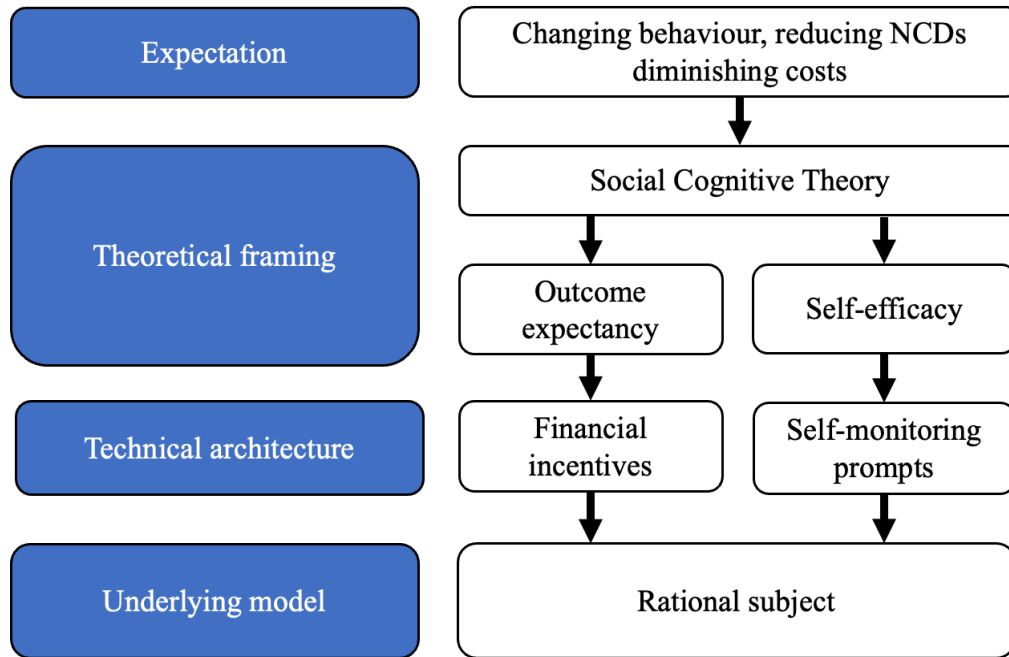 Expectation
Changing behaviour, reducing NCDs
diminishing costs
Theoretical framing
Social Cognitive Theory
Outcome
expectancy
Self-efficacy
Technical architecture
Financial
incentives
Self-monitoring
prompts
Underlying model
Rational subject